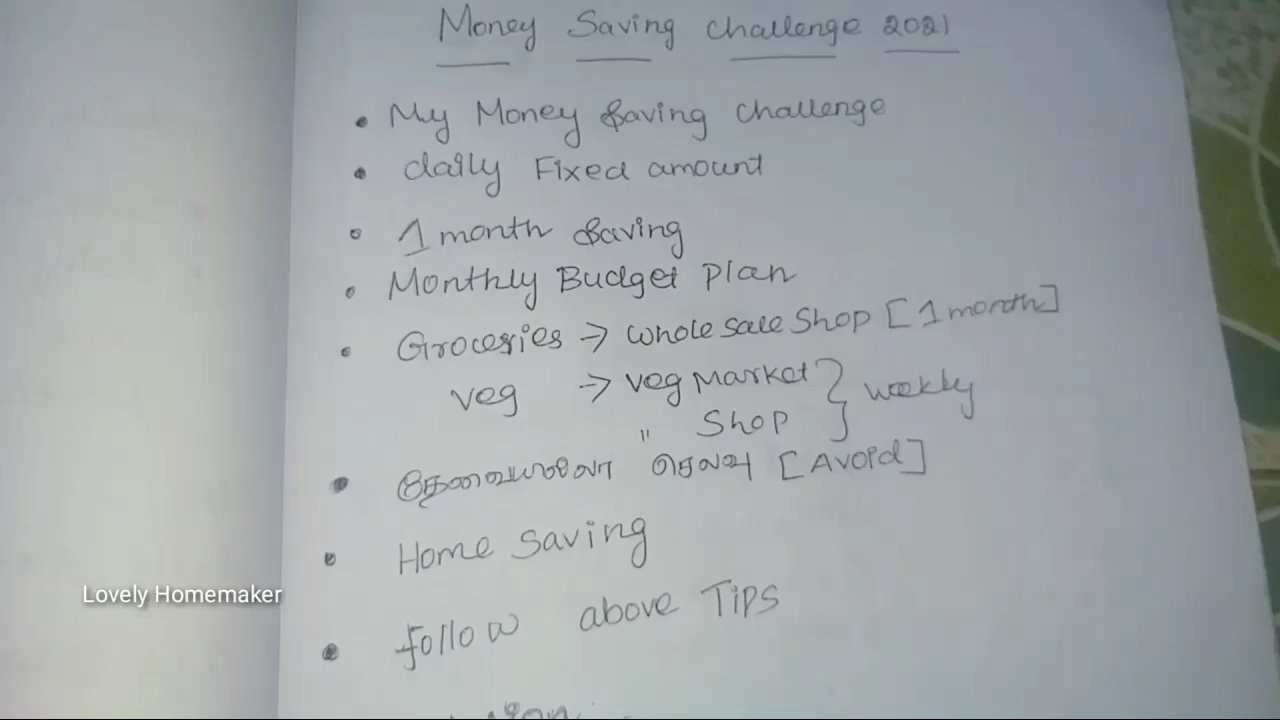 Money Saving challenge 2021
• My Money Saving challenge
• daily Fixed amount
• 1 month Saving
• Monthly Budget Plan
• Groceries → whole sale Shop [1 month]
veg → veg Market } weekly
" Shop
• தேவையில்லா செலவு [Avoid]
• Home Saving
• follow above Tips
Lovely Homemaker